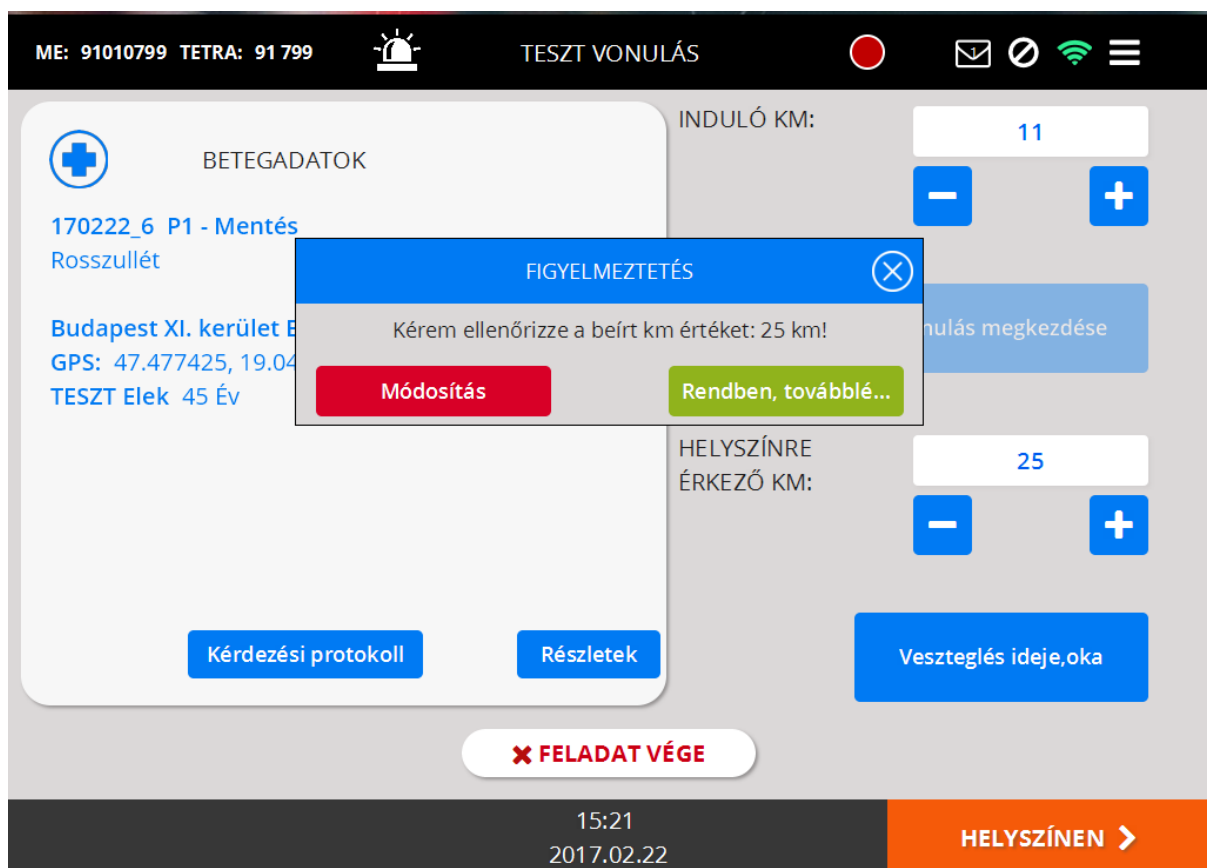 ME: 91010799 TETRA: 91 799
TESZT VONULÁS
1
BETEGADATOK
170222_6 P1 - Mentés
Rosszullét
Budapest XI. kerület
GPS: 47.477425, 19.04
TESZT Elek 45 Év
Kérdezési protokoll
Részletek
FIGYELMEZTETÉS
Kérem ellenőrizze a beírt km értéket: 25 km!
Módosítás
Rendben, továbblé...
INDULÓ KM:
11
nulás megkezdése
HELYSZÍNRE
ÉRKEZŐ KM:
25
Veszteglés ideje,oka
FELADAT VÉGE
15:21
2017.02.22
HELYSZÍNEN